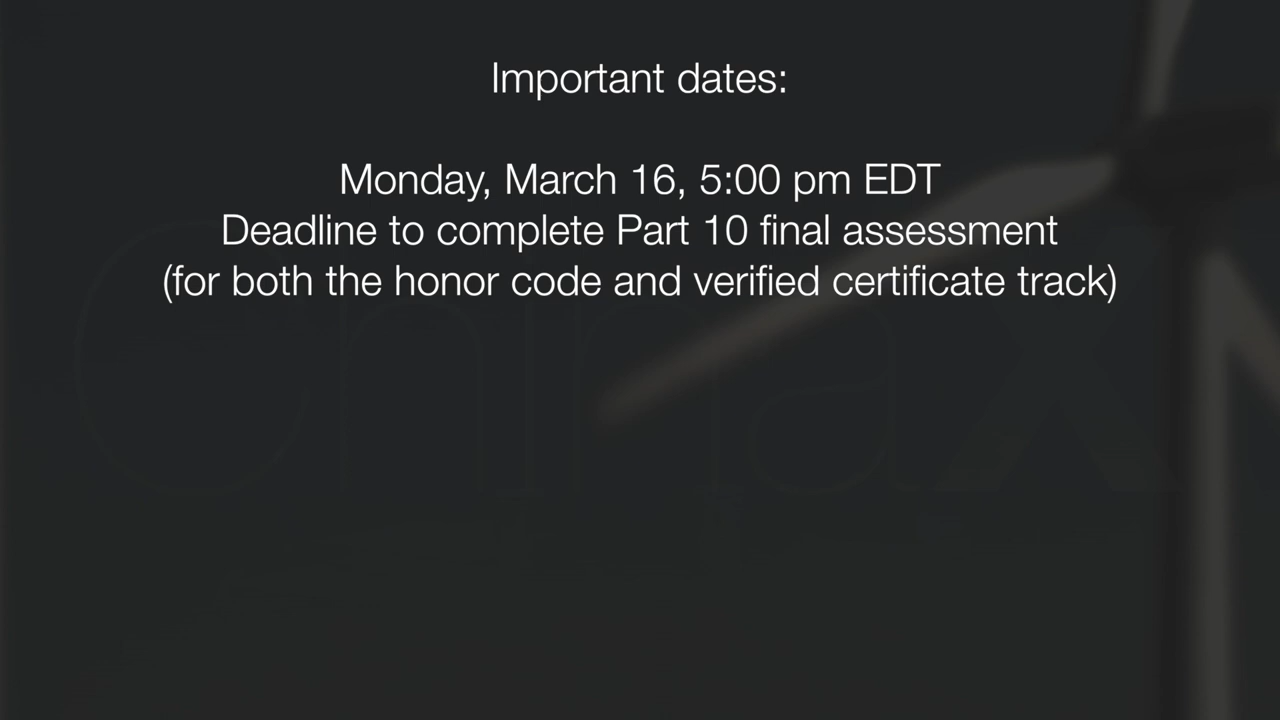 Important dates:
Monday, March 16, 5:00 pm EDT
Deadline to complete Part 10 final assessment
(for both the honor code and verified certificate track)